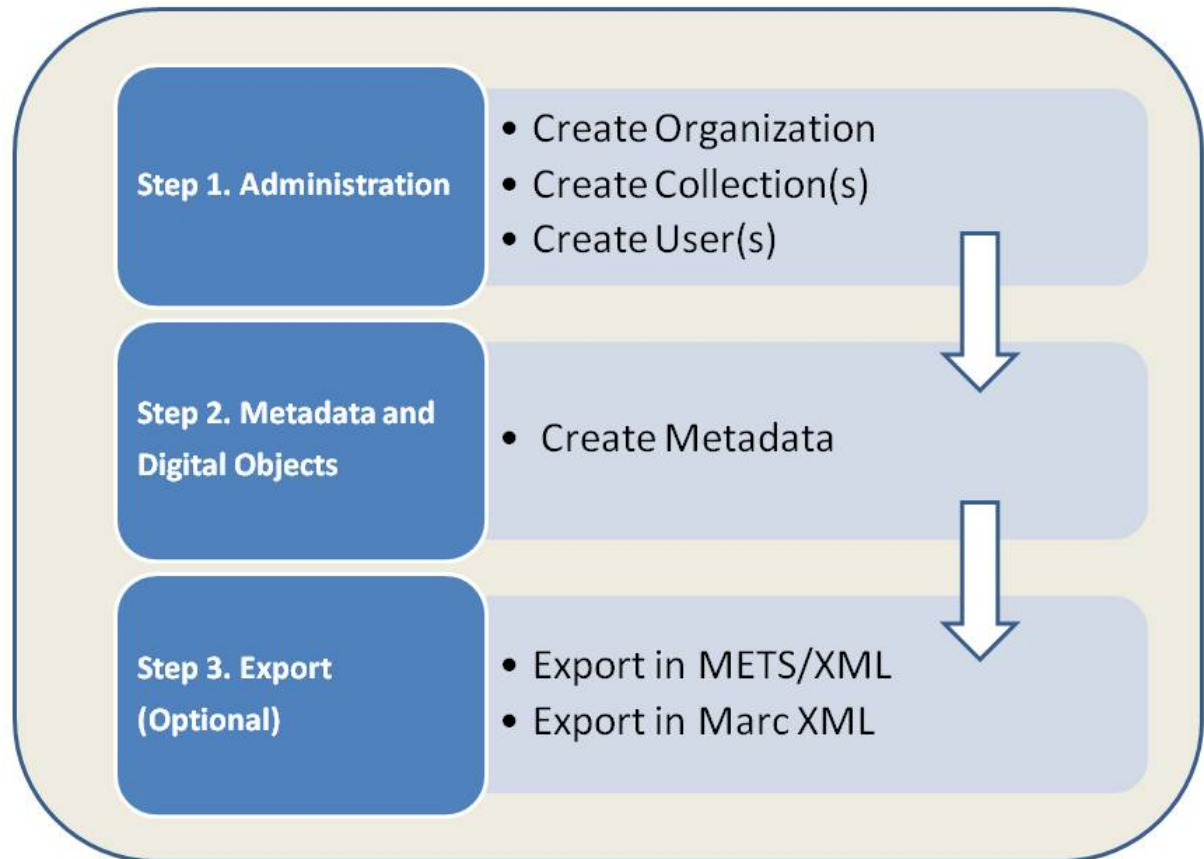 Step 1. Administration
• Create Organization
• Create Collection(s)
• Create User(s)
Step 2. Metadata and
Digital Objects
• Create Metadata
Step 3. Export
(Optional)
• Export in METS/XML
• Export in Marc XML